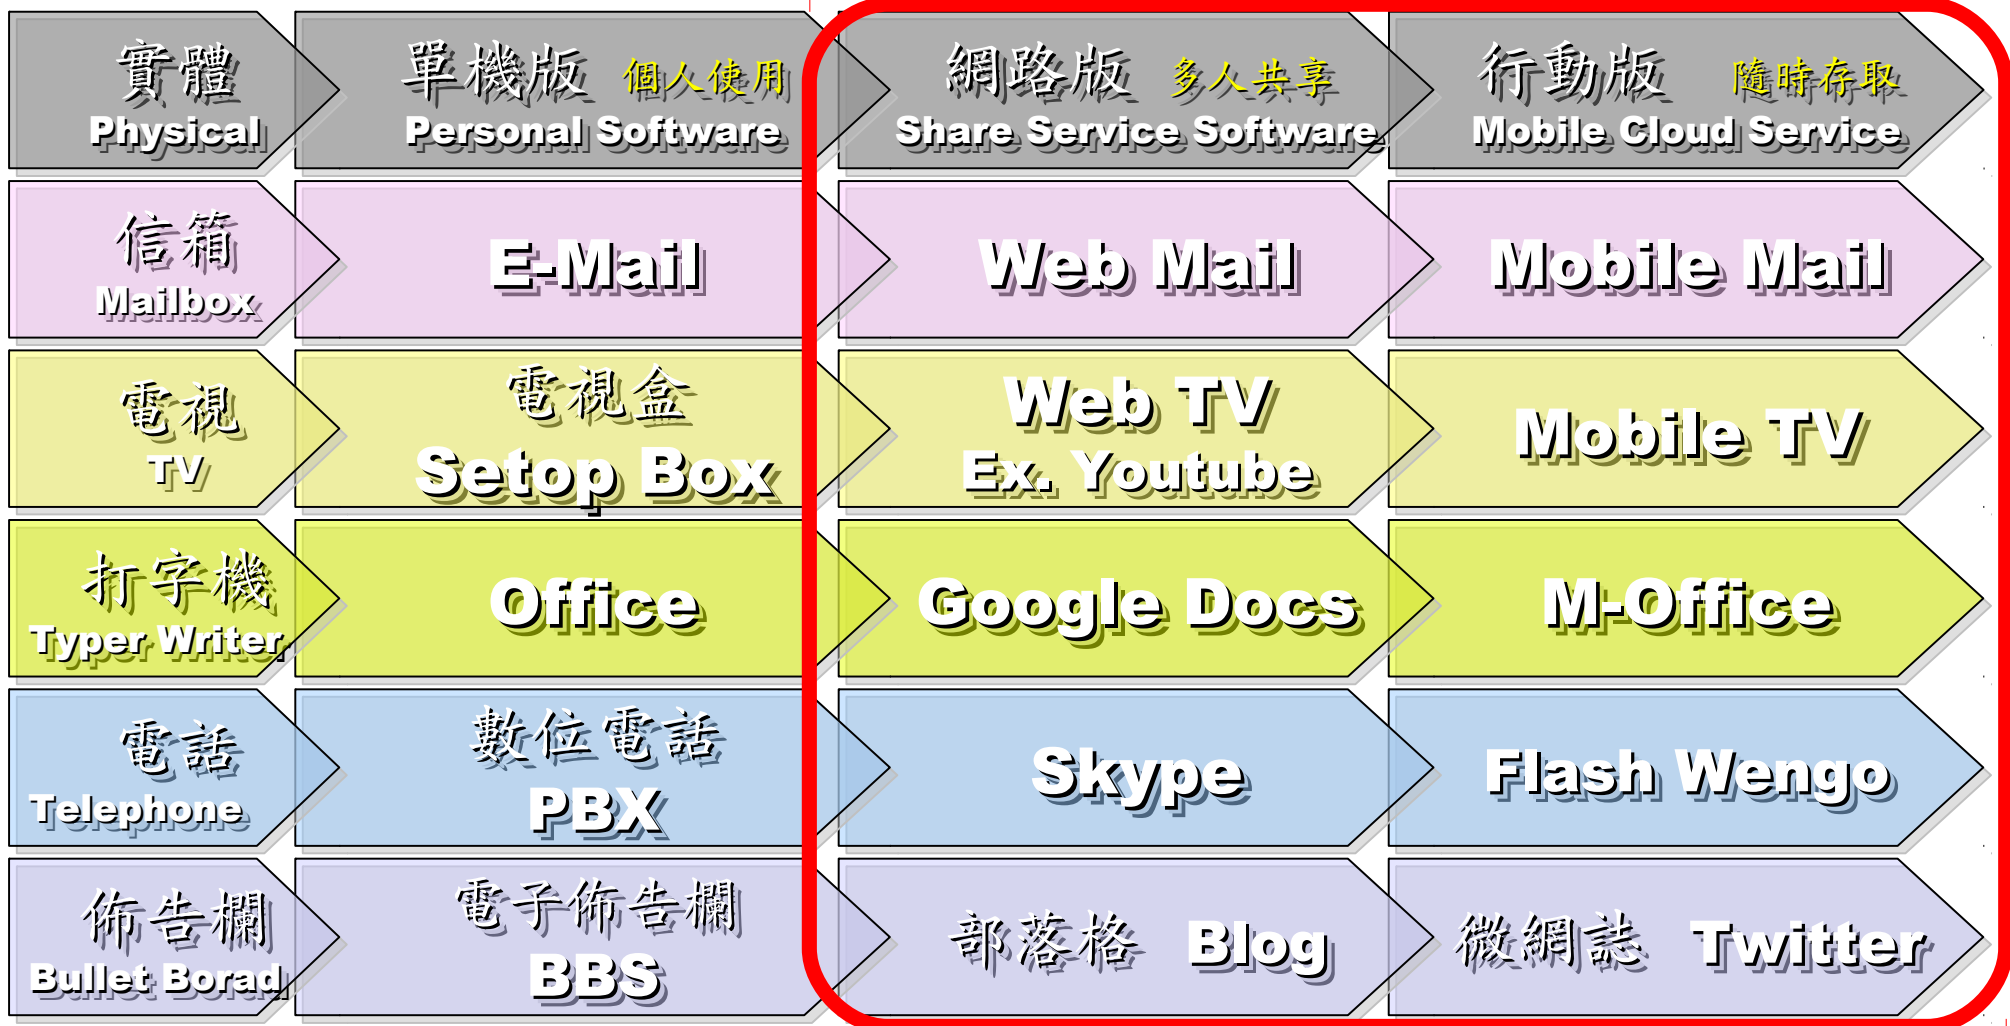 實體
Physical
單機版 個人使用
Personal Software
網路版 多人共享
Share Service Software
行動版 隨時存取
Mobile Cloud Service
信箱
Mailbox
E-Mail
Web Mail
Mobile Mail
電視
TV
電視盒
Setop Box
Web TV
Ex. Youtube
Mobile TV
打字機
Typer Writer
Office
Google Docs
M-Office
電話
Telephone
數位電話
PBX
Skype
Flash Wengo
佈告欄
Bullet Borad
電子佈告欄
BBS
部落格 Blog
微網誌 Twitter